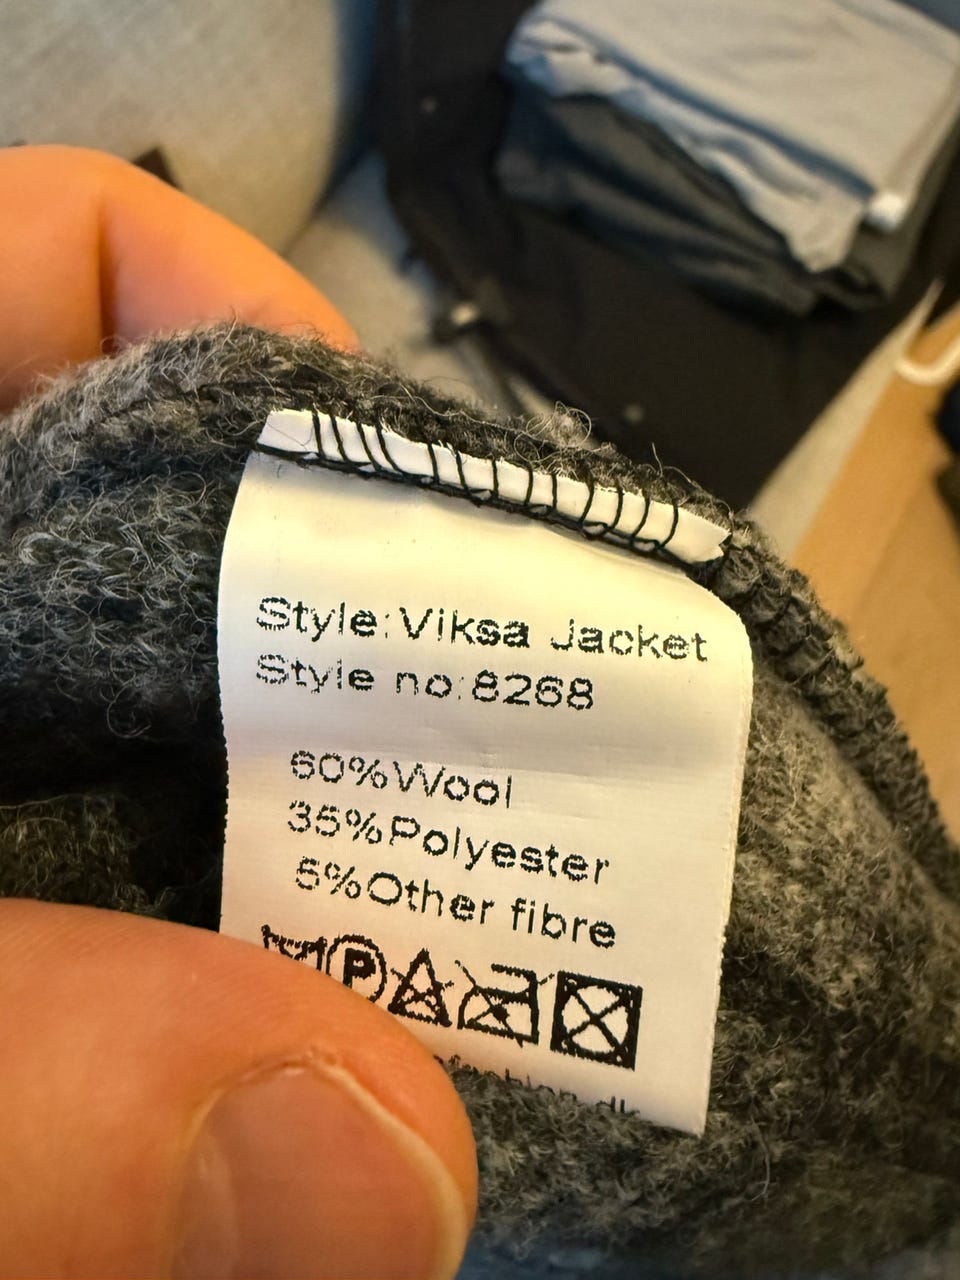 Style:Viksa Jacket
Style no:8268
60%Wool
35%Polyester
5%Other fibre
P